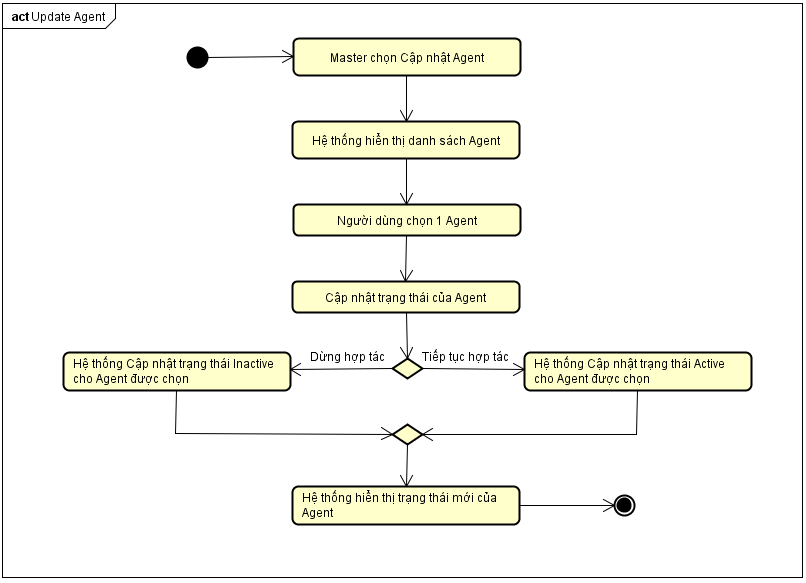 act Update Agent
Master chọn Cập nhật Agent
Hệ thống hiển thị danh sách Agent
Người dùng chọn 1 Agent
Cập nhật trạng thái của Agent
Dừng hợp tác
Tiếp tục hợp tác
Hệ thống Cập nhật trạng thái Inactive
cho Agent được chọn
Hệ thống Cập nhật trạng thái Active
cho Agent được chọn
Hệ thống hiển thị trạng thái mới của
Agent